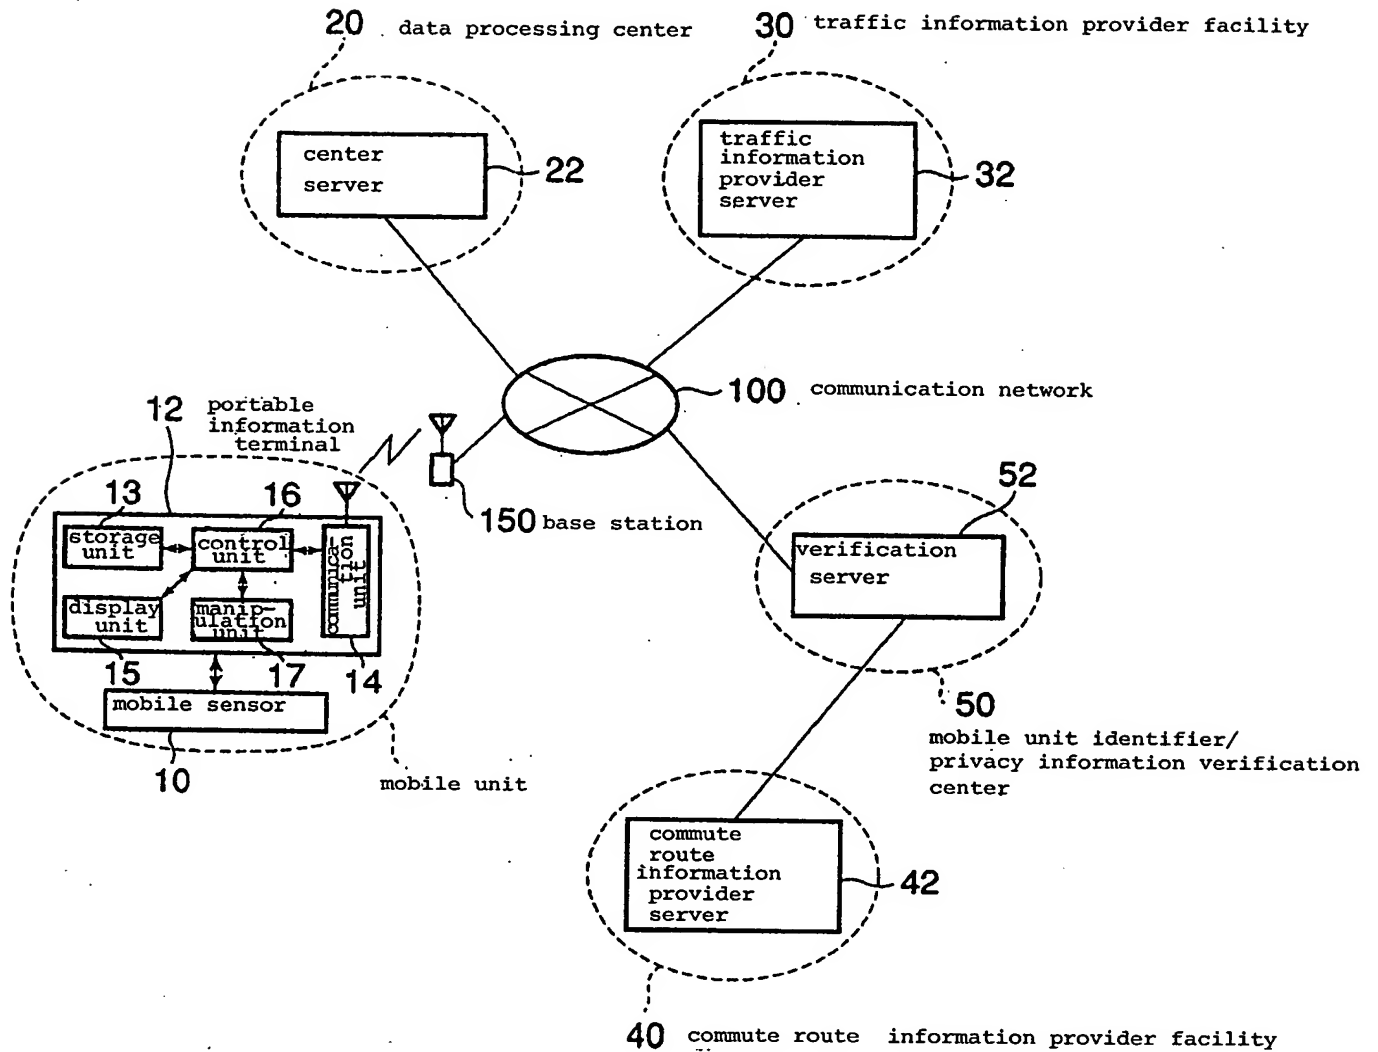 20 data processing center
30 traffic information provider facility
center
server
22
traffic
information
provider
server
32
100 communication network
12 portable
information
terminal
150 base station
13
16
storage
unit
control
unit
communica-
tion
unit
display
unit
manip-
ulation
unit
15
17
14
mobile sensor
10
mobile unit
52
verification
server
50
mobile unit identifier/
privacy information verification
center
commute
route
information
provider
server
42
40 commute route information provider facility